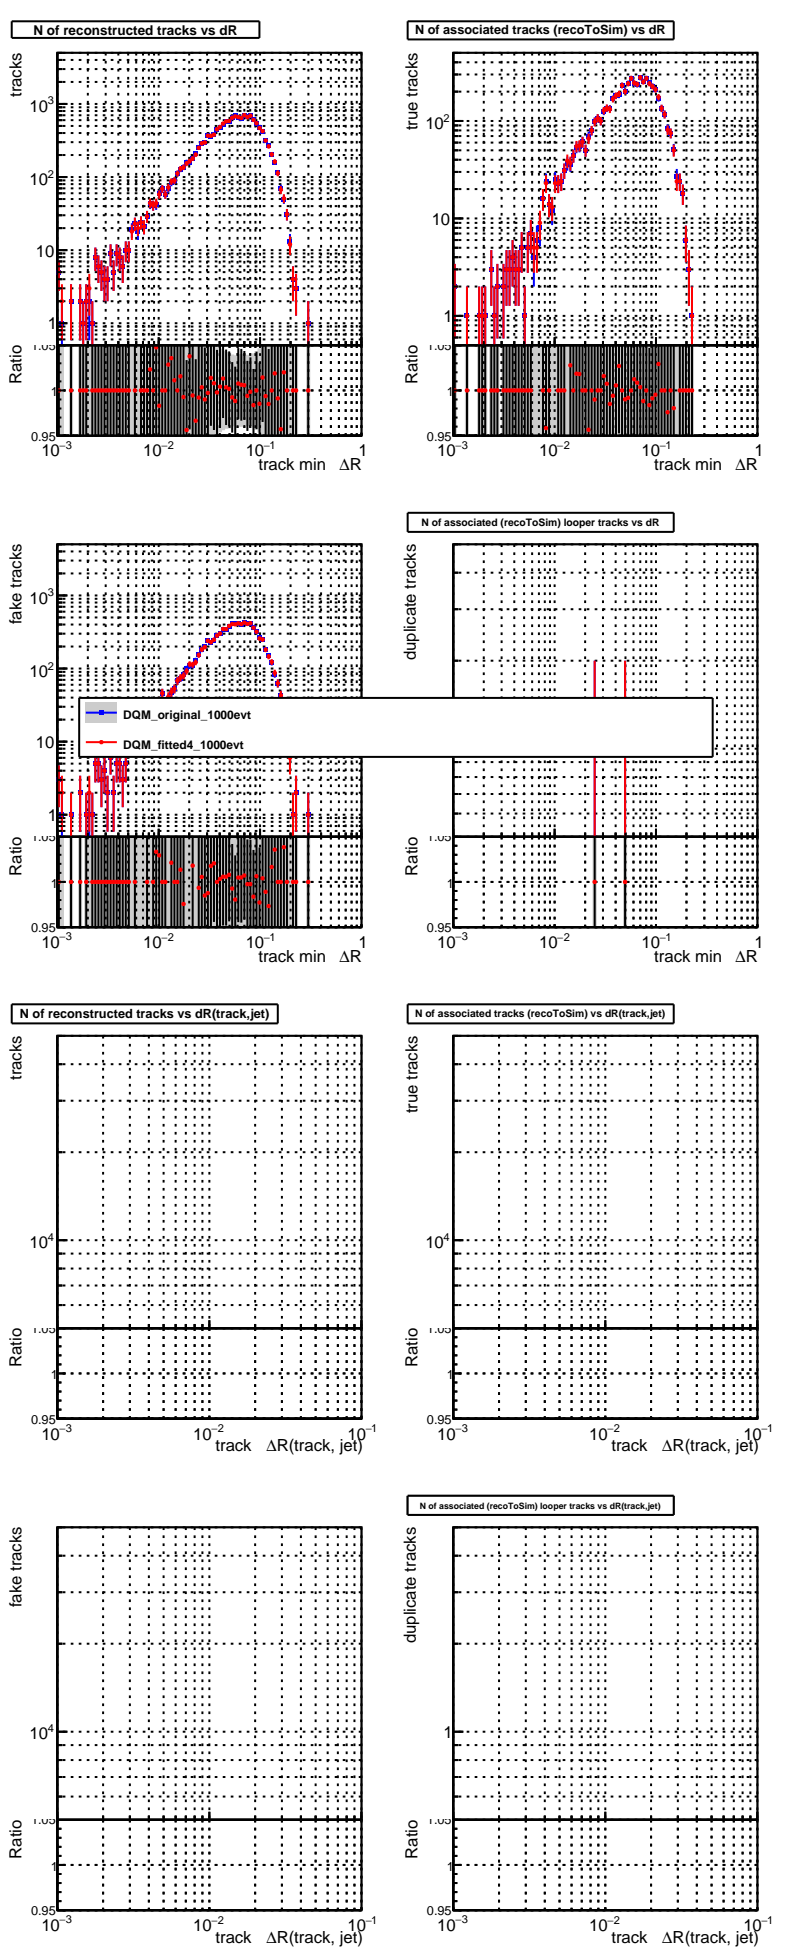 N of reconstructed tracks vs dR
N of associated tracks (recoToSim) vs dR
tracks
10³
10²
10
1
Ratio
1.05
1
0.95
10⁻³ 10⁻² 10⁻¹ 1
track min ΔR
true tracks
10²
10
1
Ratio
1.05
1
0.95
10⁻³ 10⁻² 10⁻¹ 1
track min ΔR
N of associated (recoToSim) looper tracks vs dR
fake tracks
10³
10²
10
1
Ratio
1.05
1
0.95
10⁻³ 10⁻² 10⁻¹ 1
track min ΔR
duplicate tracks
Ratio
1.05
1
0.95
10⁻³ 10⁻² 10⁻¹ 1
track min ΔR
DQM_original_1000evt
DQM_fitted4_1000evt
N of reconstructed tracks vs dR(track,jet)
N of associated tracks (recoToSim) vs dR(track,jet)
tracks
10⁴
Ratio
1.05
1
0.95
10⁻³ 10⁻² 10⁻¹
track ΔR(track, jet)
true tracks
10⁴
Ratio
1.05
1
0.95
10⁻³ 10⁻² 10⁻¹
track ΔR(track, jet)
N of associated (recoToSim) looper tracks vs dR(track,jet)
fake tracks
10⁴
Ratio
1.05
1
0.95
10⁻³ 10⁻² 10⁻¹
track ΔR(track, jet)
duplicate tracks
1
Ratio
1.05
1
0.95
10⁻³ 10⁻² 10⁻¹
track ΔR(track, jet)